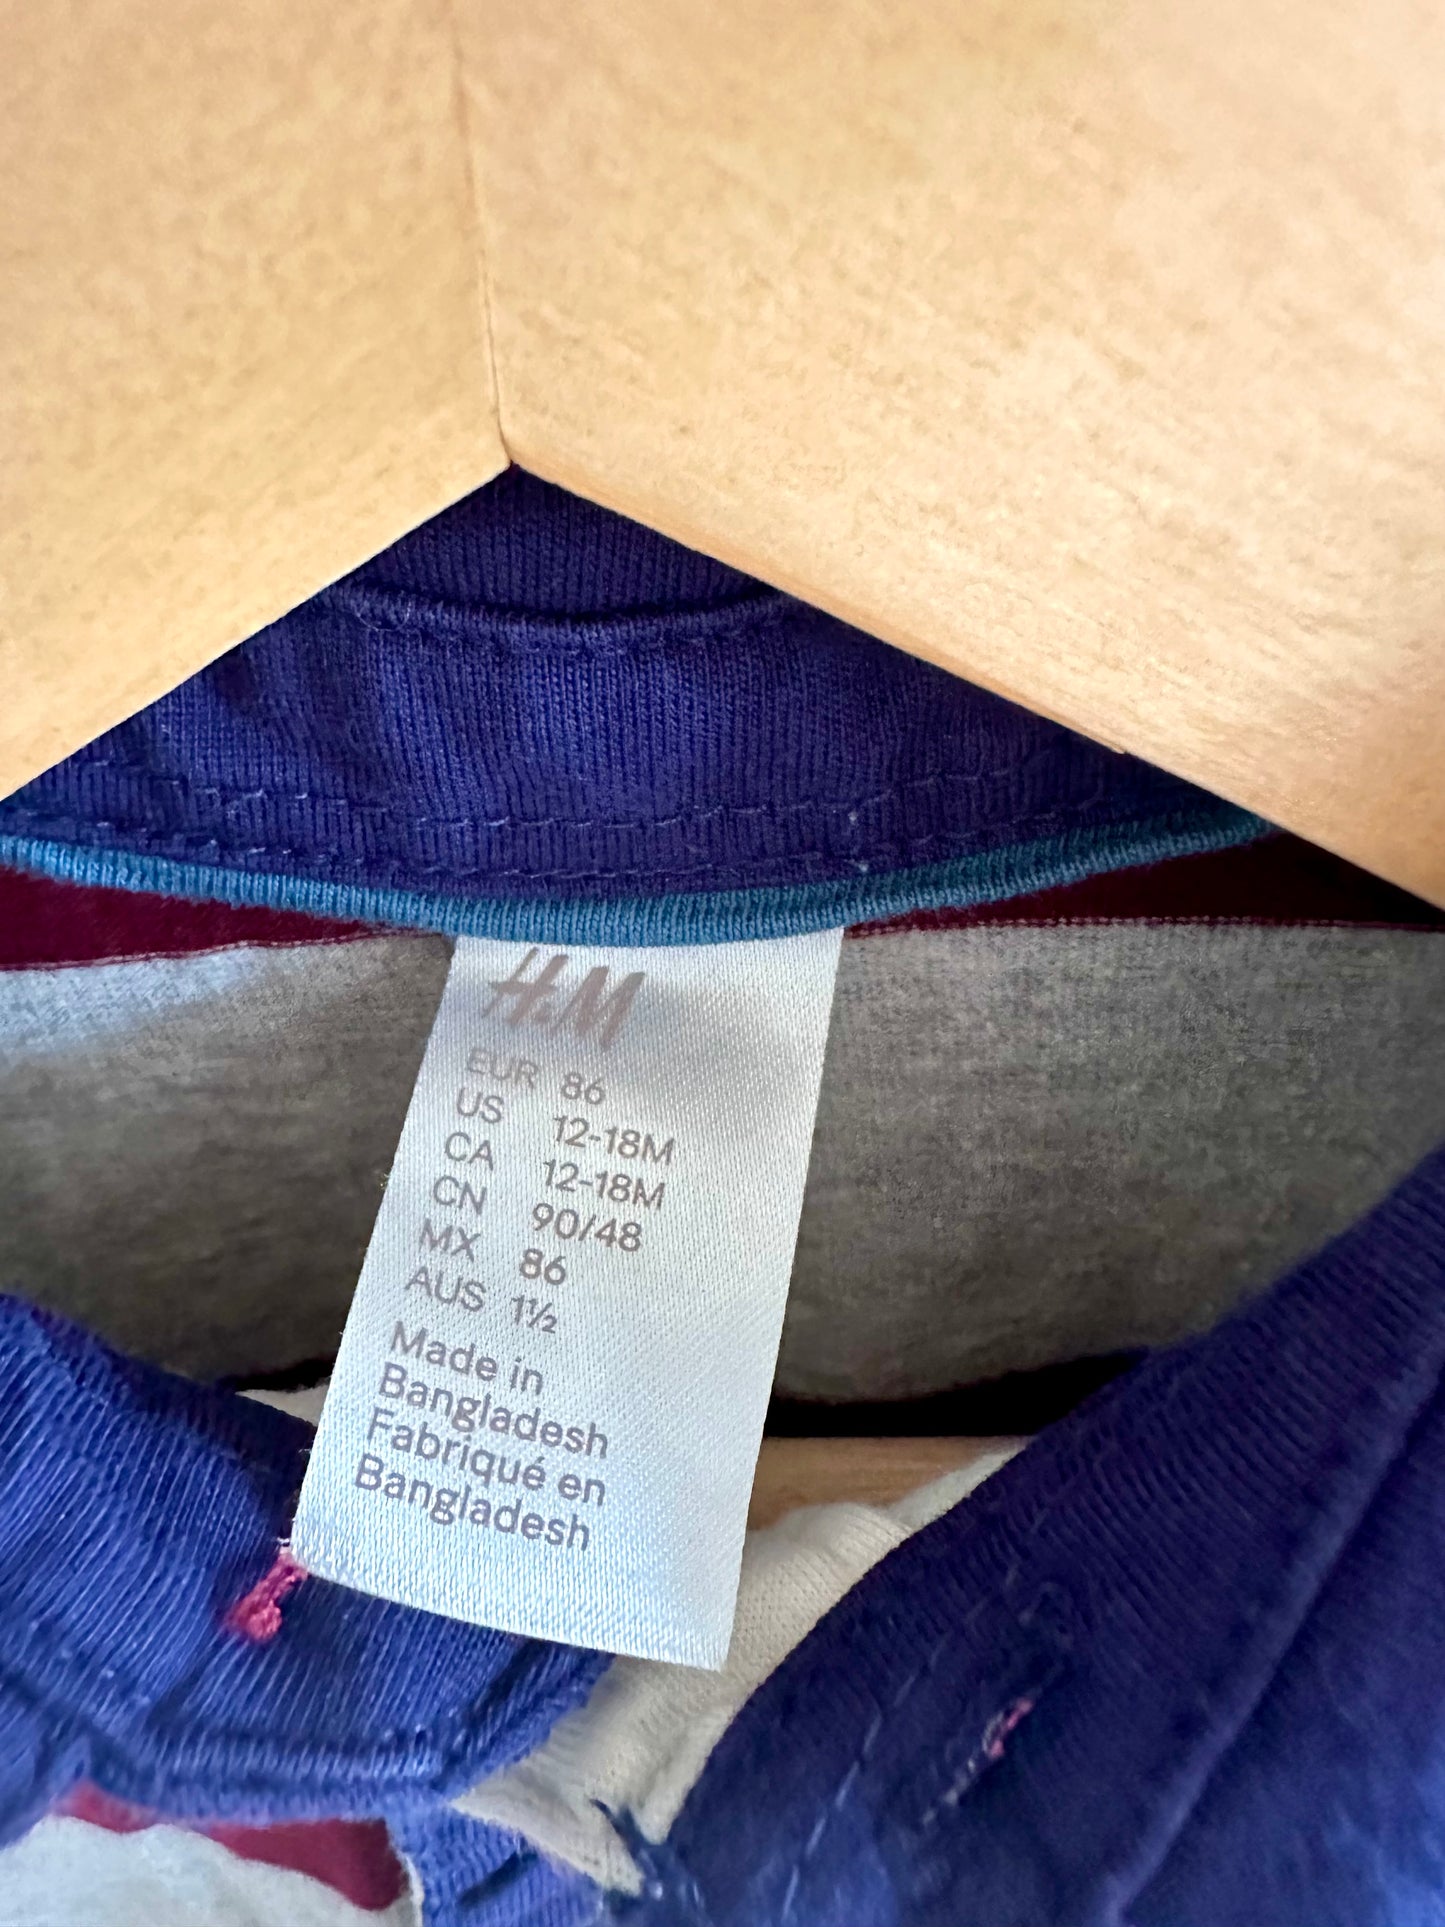 H&M
EUR 86
US 12-18M
CA 12-18M
CN 90/48
MX 86
AUS 1½
Made in
Bangladesh
Fabriqué en
Bangladesh